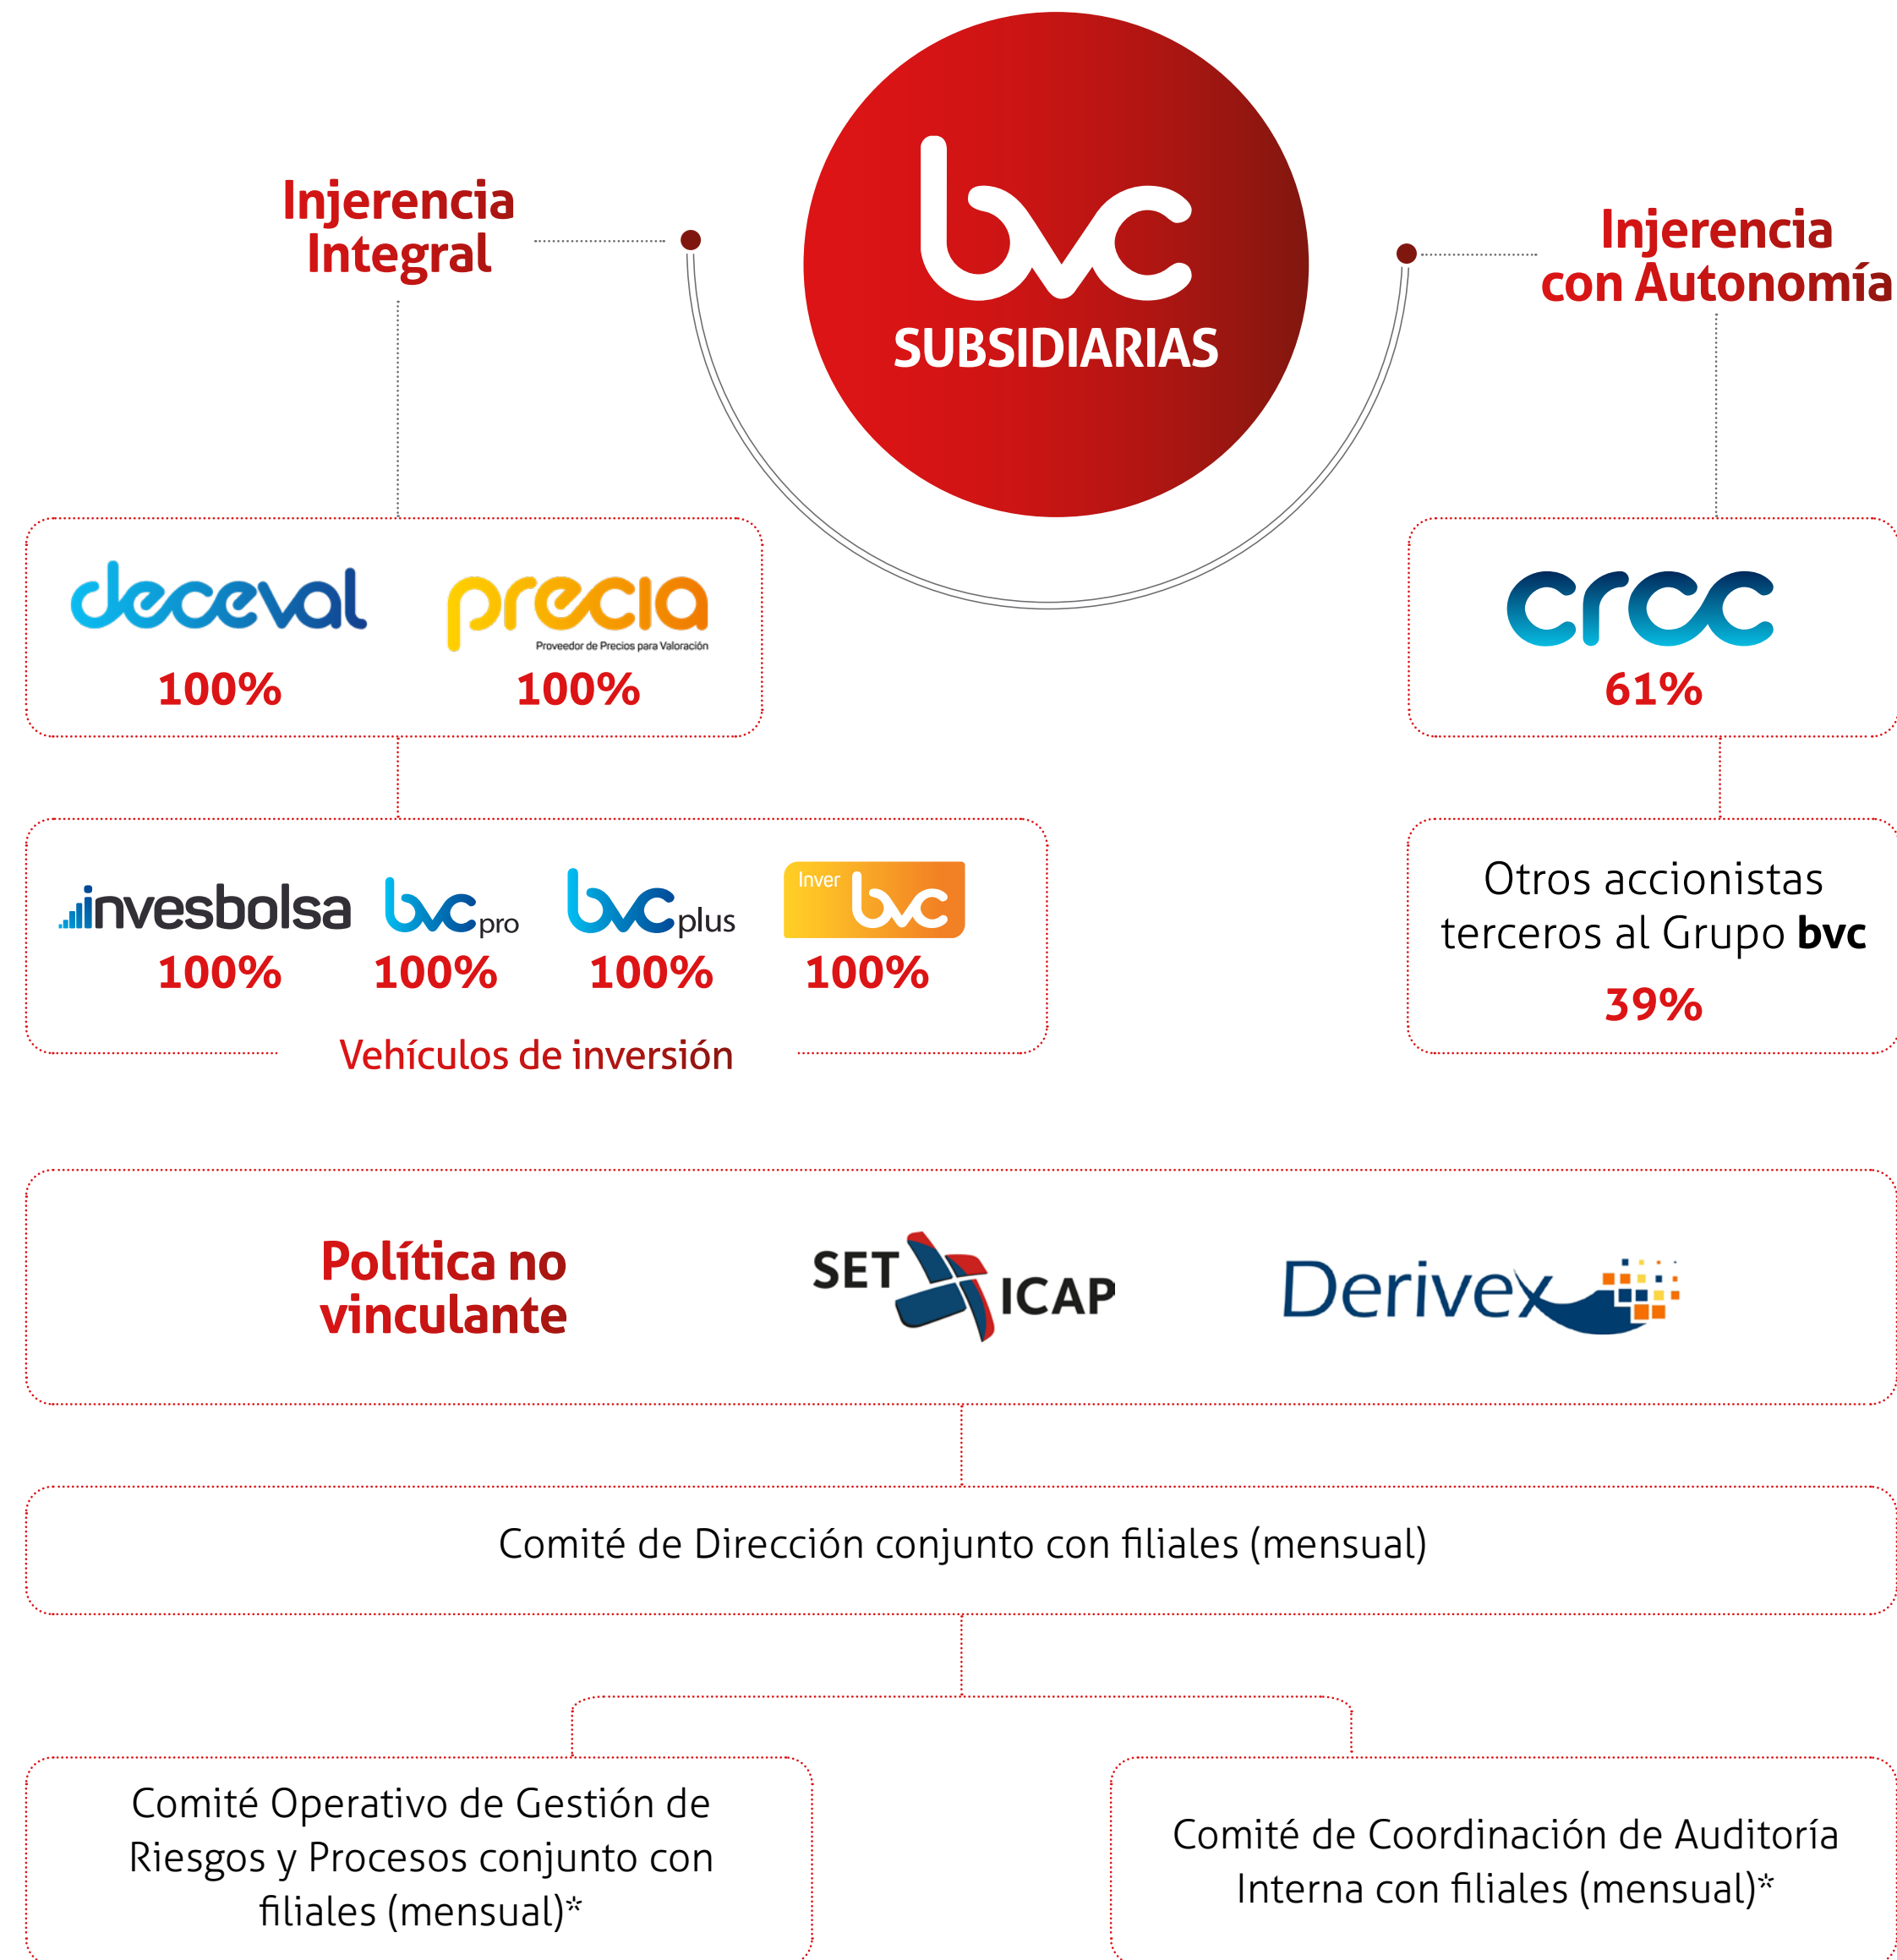 bvc
SUBSIDIARIAS
Injerencia
Integral
Injerencia
con Autonomía
deceval
precia
Proveedor de Precios para Valoración
100%
100%
crcc
61%
invesbolsa
bvc pro
bvc plus
Inver bvc
100%
100%
100%
100%
Vehículos de inversión
Otros accionistas
terceros al Grupo bvc
39%
Política no
vinculante
SET ICAP
Derivex
Comité de Dirección conjunto con filiales (mensual)
Comité Operativo de Gestión de
Riesgos y Procesos conjunto con
filiales (mensual)*
Comité de Coordinación de Auditoría
Interna con filiales (mensual)*